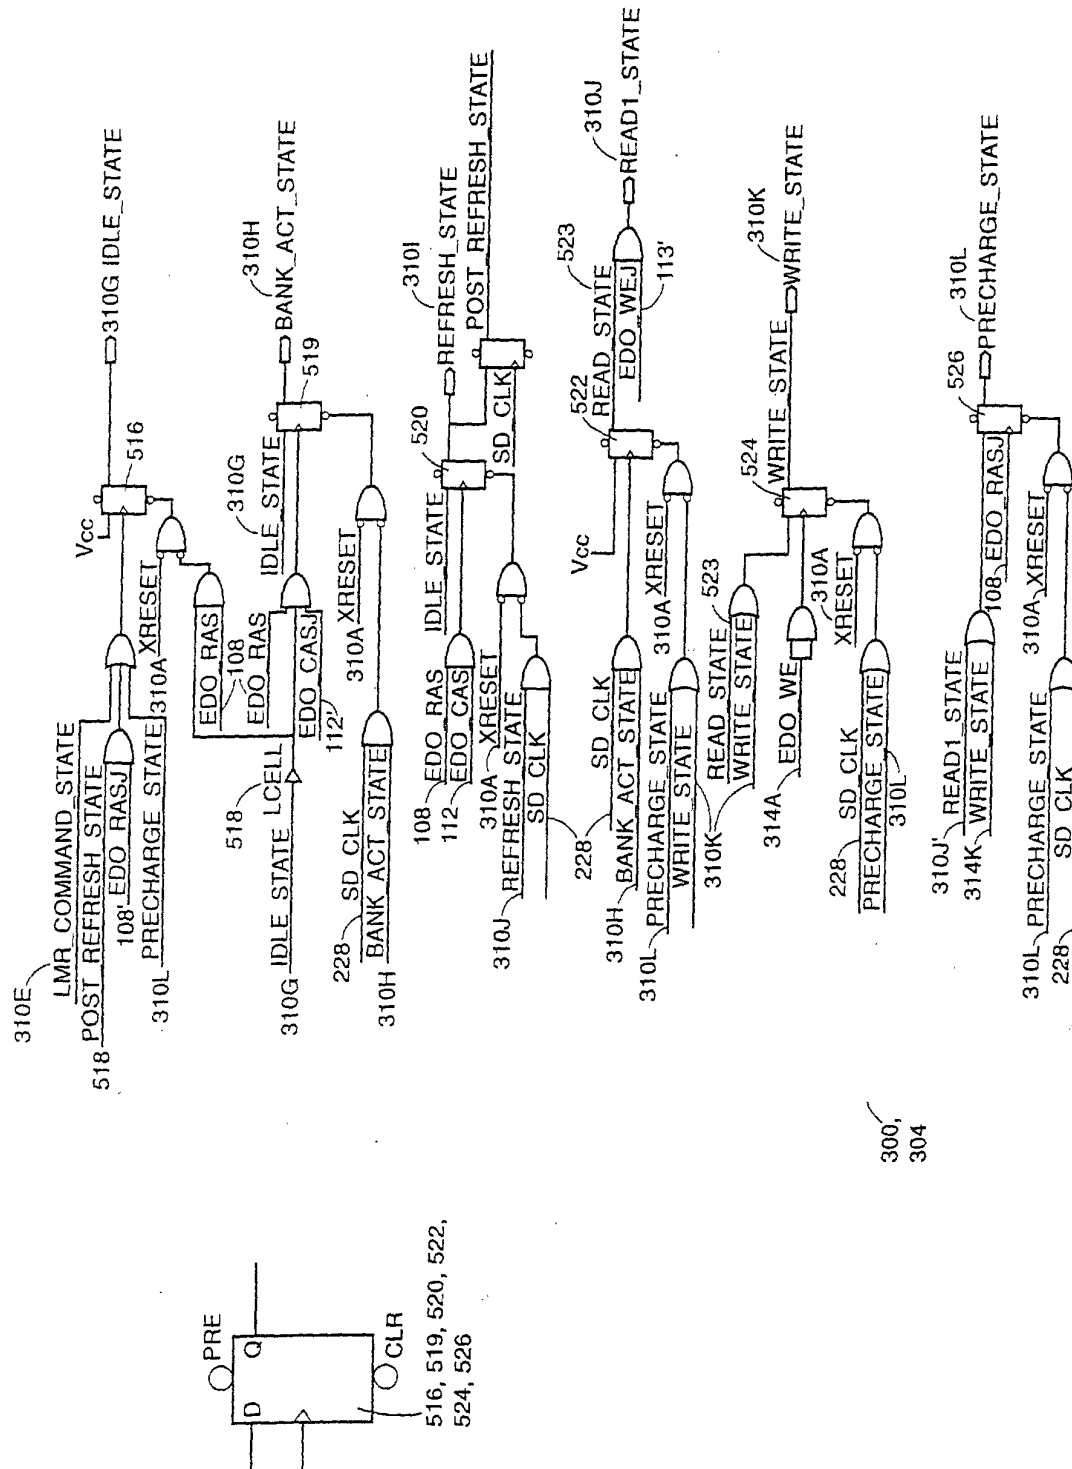 310E
LMR_COMMAND_STATE
518
POST_REFRESH_STATE
108'
EDO_RASJ
PRECHARGE_STATE
310L
Vcc
516
310G IDLE_STATE
310A
XRESET
EDO_RAS
108
EDO_RAS
IDLE_STATE
310G
518
LCELL
310G
IDLE_STATE
EDO_CASJ
112'
519
310H
BANK_ACT_STATE
310A XRESET
228
SD_CLK
BANK_ACT_STATE
310H
108
EDO_RAS
112
EDO_CAS
IDLE_STATE
520
310I
REFRESH_STATE
POST_REFRESH_STATE
SD_CLK
310A
XRESET
310J
REFRESH_STATE
SD_CLK
228
SD_CLK
310H
BANK_ACT_STATE
Vcc
522
READ_STATE
523
EDO_WEJ
113'
310J
READ1_STATE
310A XRESET
310L
PRECHARGE_STATE
WRITE_STATE
310K
READ_STATE
523
WRITE_STATE
314A
EDO_WE
524
WRITE_STATE
310K
WRITE_STATE
310A
XRESET
228
SD_CLK
PRECHARGE_STATE
310L
310J'
READ1_STATE
314K
WRITE_STATE
108
EDO_RASJ
526
310L
PRECHARGE_STATE
310A
XRESET
310L
PRECHARGE_STATE
228
SD_CLK
300,
304
PRE
D
Q
CLR
516, 519, 520, 522,
524, 526